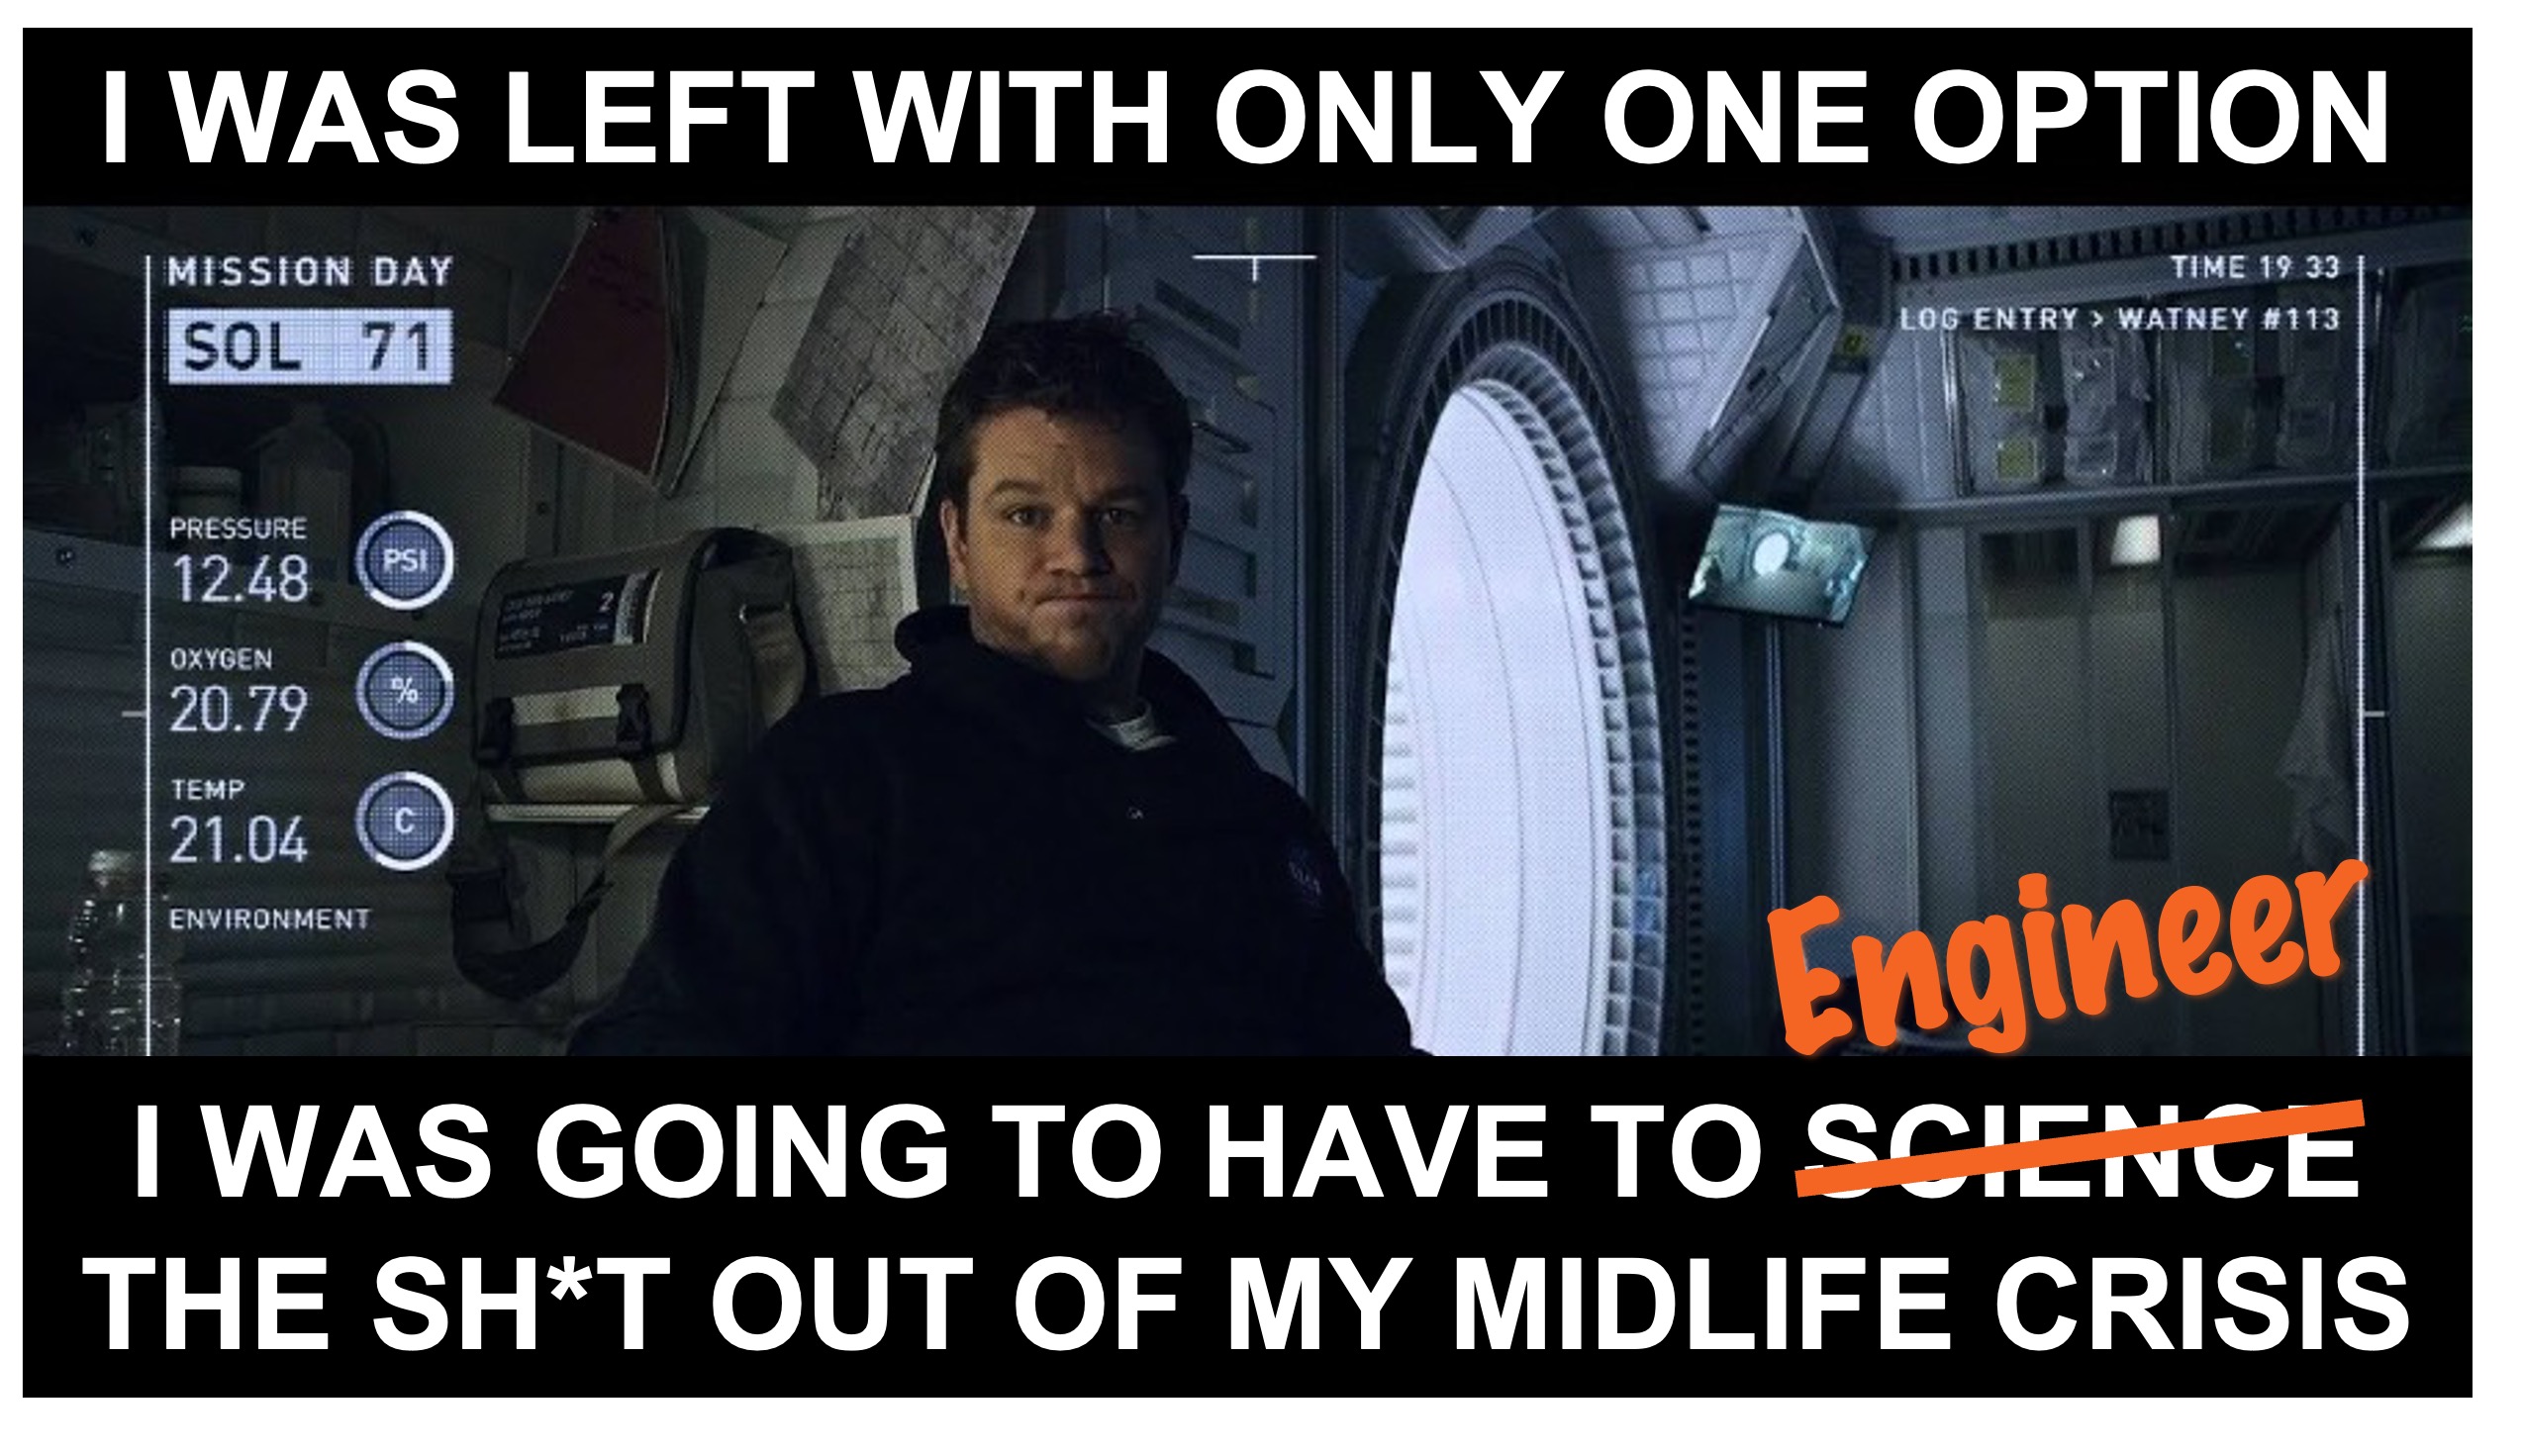 I WAS LEFT WITH ONLY ONE OPTION
MISSION DAY
SOL 71
TIME 19 33
LOG ENTRY > WATNEY #113
PRESSURE
12.48 PSI
OXYGEN
20.79 %
TEMP
21.04 C
ENVIRONMENT
Engineer
I WAS GOING TO HAVE TO SCIENCE
THE SH*T OUT OF MY MIDLIFE CRISIS